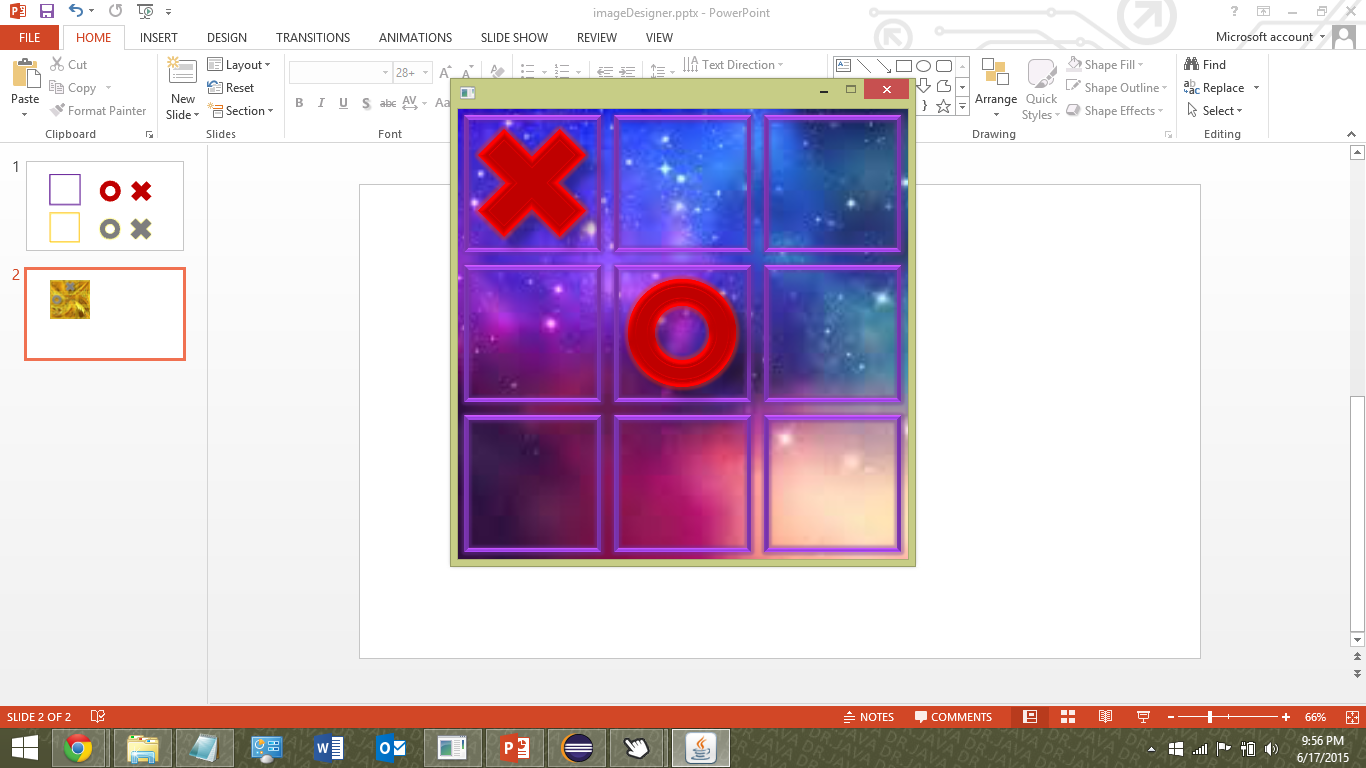 imageDesigner.pptx - PowerPoint
FILE HOME INSERT DESIGN TRANSITIONS ANIMATIONS SLIDE SHOW REVIEW VIEW Microsoft account
Paste
Cut
Copy
Format Painter
Clipboard
New Slide
Layout
Reset
Section
Slides
28+
B I U S abc AV Aa
Font
Text Direction
Arrange
Quick Styles
Shape Fill
Shape Outline
Shape Effects
Drawing
Find
Replace
Select
Editing
1
2
SLIDE 2 OF 2 NOTES COMMENTS 66%
9:56 PM
6/17/2015